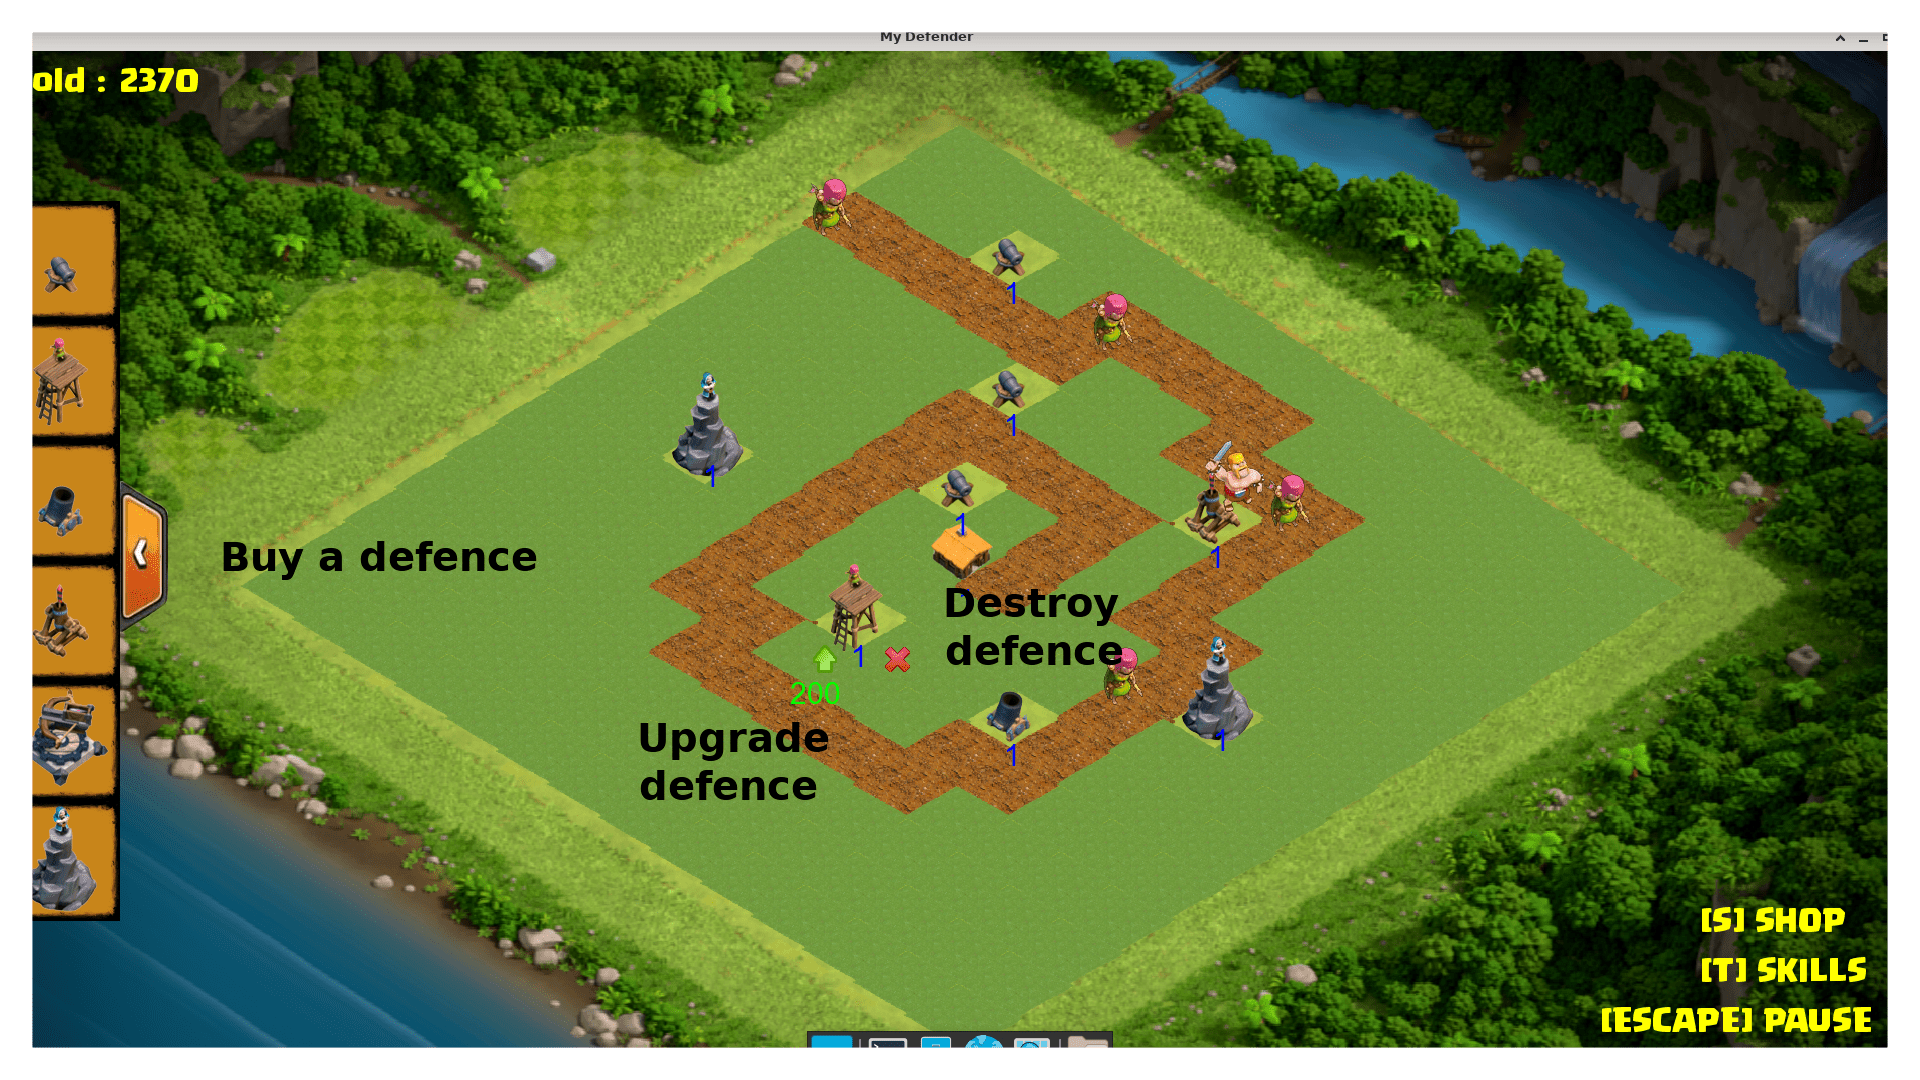 My Defender
old : 2370
1
1
1
1
1
Buy a defence
Destroy
defence
1
200
Upgrade
defence
1
1
[S] SHOP
[T] SKILLS
[ESCAPE] PAUSE